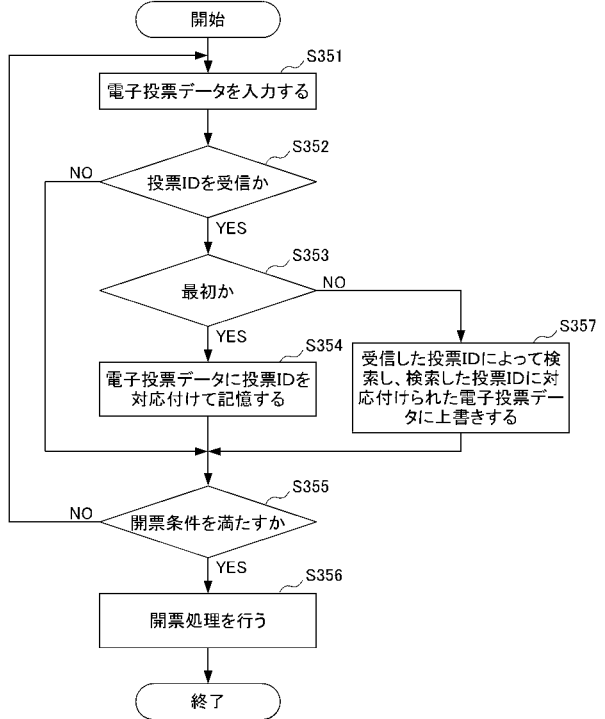 開始
S351
電子投票データを入力する
S352
NO
投票IDを受信か
YES
S353
最初か
NO
YES
S354
電子投票データに投票IDを
対応付けて記憶する
S357
受信した投票IDによって検
索し、検索した投票IDに対
応付けられた電子投票デー
タに上書きする
S355
NO
開票条件を満たすか
YES
S356
開票処理を行う
終了